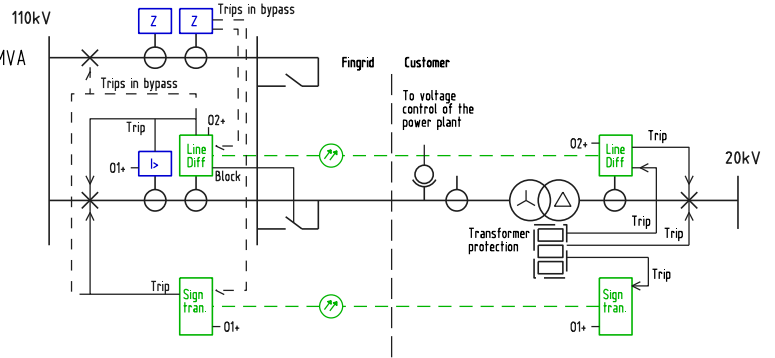 110kV
Z
Z
Trips in bypass
MVA
Fingrid
Customer
Trips in bypass
To voltage
control of the
power plant
Trip
O2+
O1+
I>
Line
Diff
Block
O2+
Line
Diff
Trip
20kV
Trip
Transformer
protection
Trip
Trip
Trip
Sign
tran.
O1+
Sign
tran.
O1+